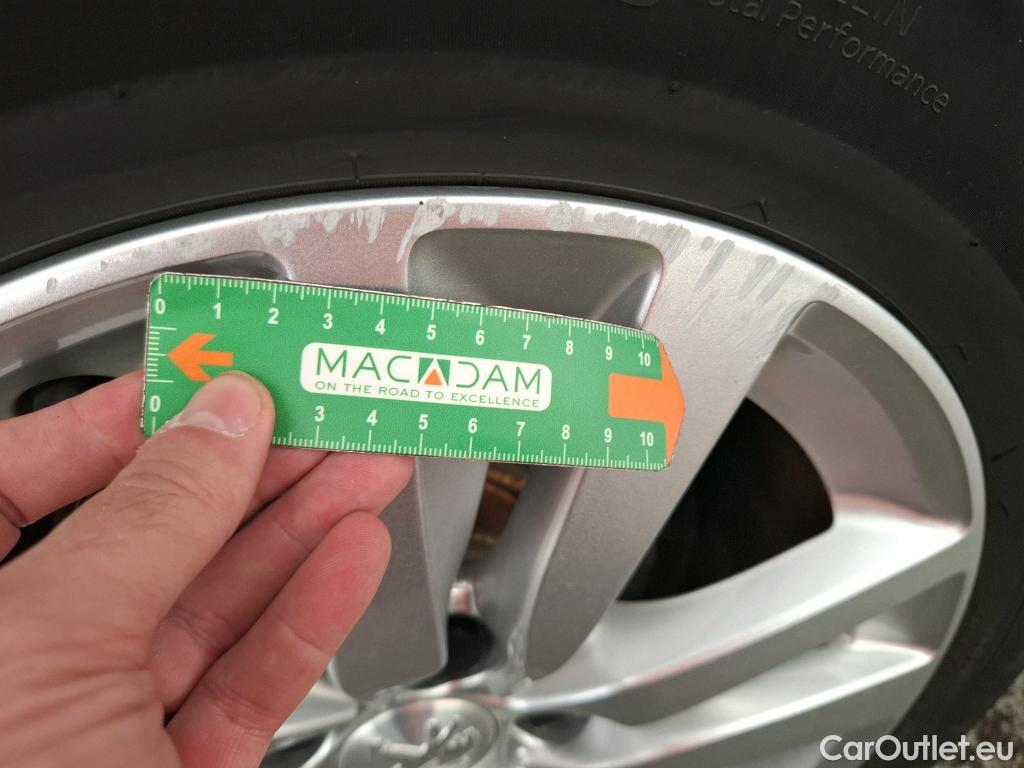 Performance
0 1 2 3 4 5 6 7 8 9 10
MACADAM
ON THE ROAD TO EXCELLENCE
0 3 4 5 6 7 8 9 10
CarOutlet.eu